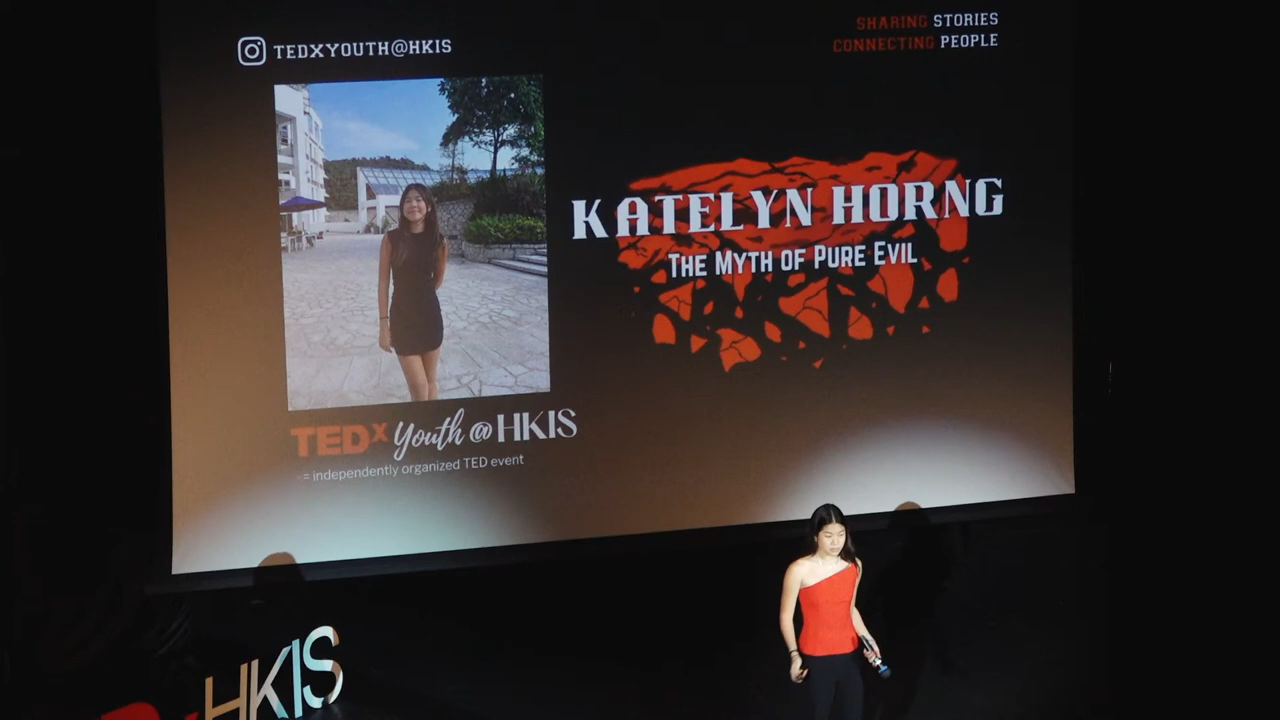 TEDXYOUTH@HKIS
SHARING STORIES
CONNECTING PEOPLE
KATELYN HORNG
THE MYTH OF PURE EVIL
TEDx Youth @HKIS
= independently organized TED event
HKIS